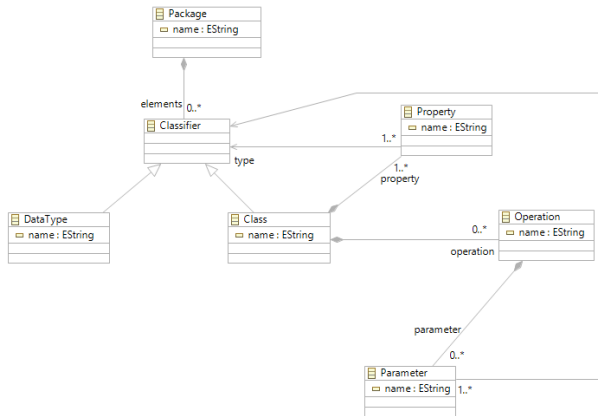 Package
name : EString
elements
0..*
Classifier
Property
name : EString
1..*
type
1..*
property
DataType
name : EString
Class
name : EString
Operation
name : EString
0..*
operation
parameter
0..*
Parameter
name : EString
1..*